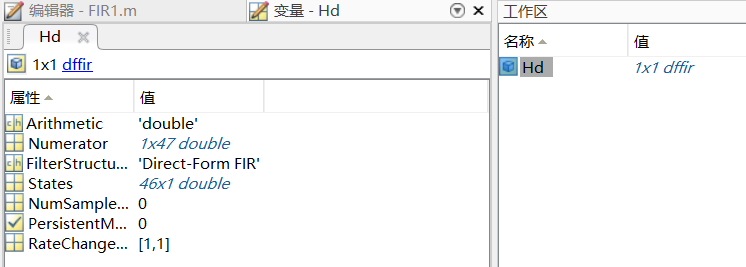 编辑器 - FIR1.m
变量 - Hd
Hd
1x1 dffir
属性 值
Arithmetic 'double'
Numerator 1x47 double
FilterStructu... 'Direct-Form FIR'
States 46x1 double
NumSample... 0
PersistentM... 0
RateChange... [1,1]
工作区
名称 值
Hd 1x1 dffir